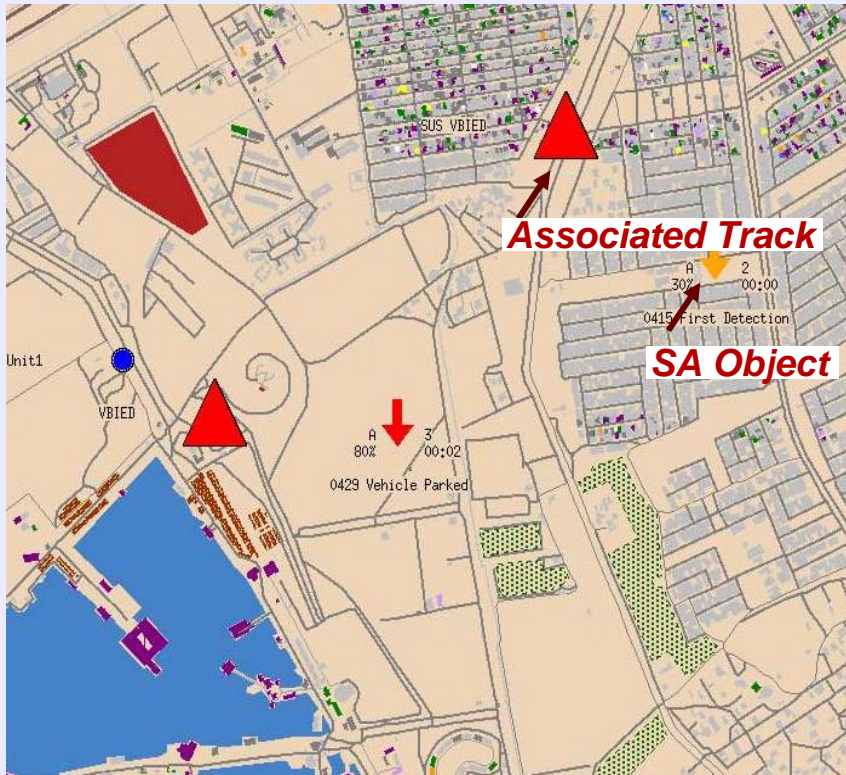 SUS VBIED
Associated Track
A 2
30% 00:00
0415 First Detection
SA Object
Unit1
VBIED
A 3
80% 00:02
0429 Vehicle Parked